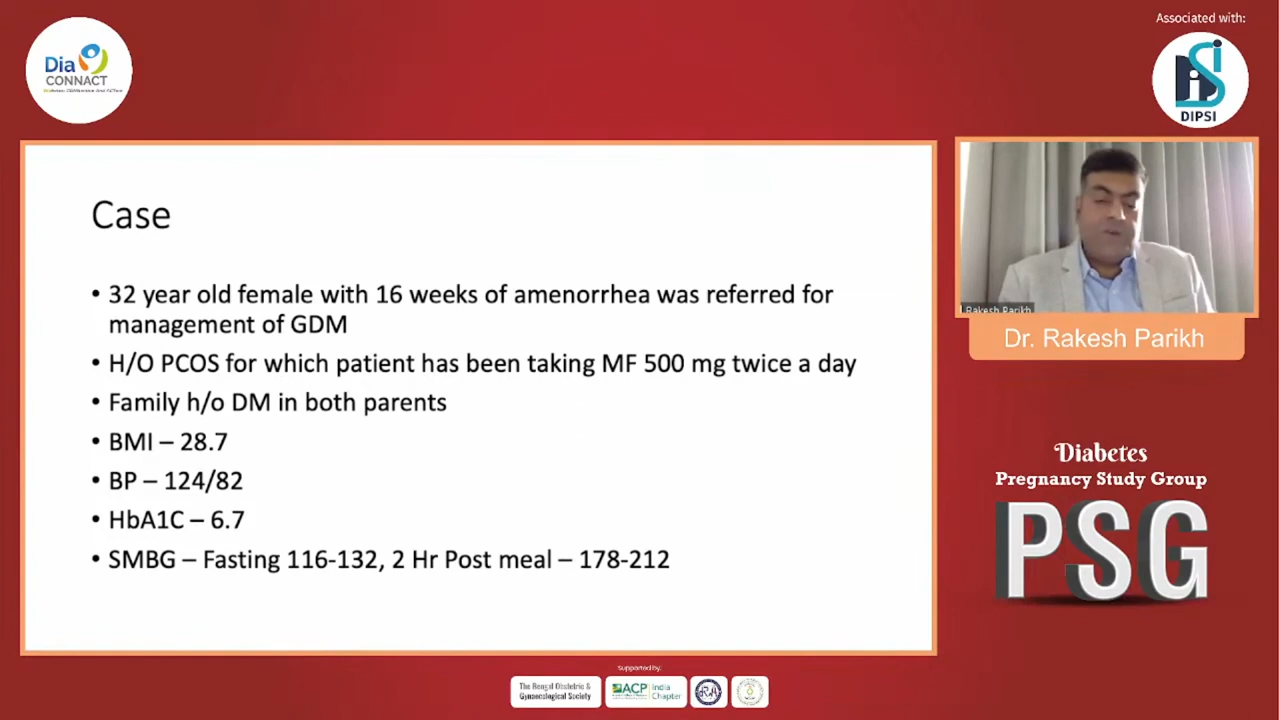 Associated with:
Dia
CONNACT
DIPSI
Case
• 32 year old female with 16 weeks of amenorrhea was referred for
management of GDM
• H/O PCOS for which patient has been taking MF 500 mg twice a day
• Family h/o DM in both parents
• BMI – 28.7
• BP – 124/82
• HbA1C – 6.7
• SMBG – Fasting 116-132, 2 Hr Post meal – 178-212
Rakesh Parikh
Dr. Rakesh Parikh
Diabetes
Pregnancy Study Group
PSG
Supported by:
The Bengal Obstetric &
Gynaecological Society
ACP
India
Chapter